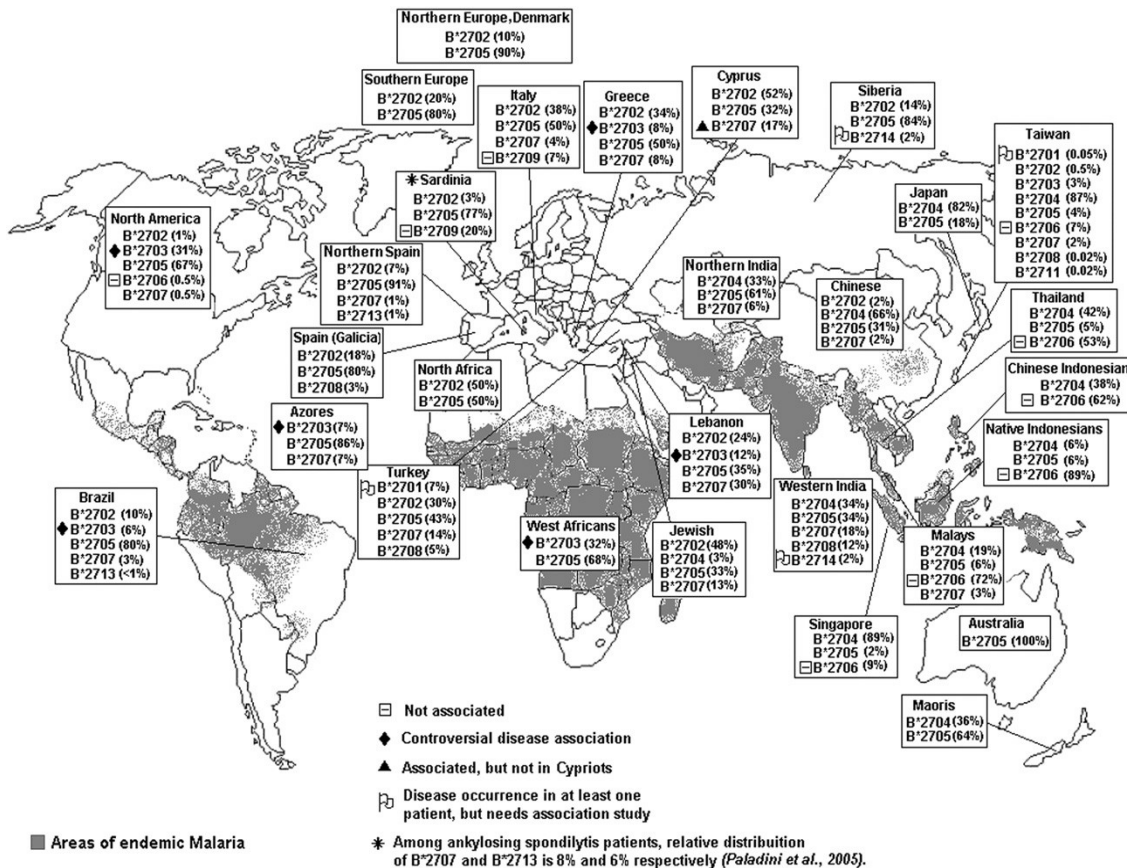 Northern Europe,Denmark
B*2702 (10%)
B*2705 (90%)
Southern Europe
B*2702 (20%)
B*2705 (80%)
Italy
B*2702 (38%)
B*2705 (50%)
B*2707 (4%)
B*2709 (7%)
Greece
B*2702 (34%)
B*2703 (8%)
B*2705 (50%)
B*2707 (8%)
Cyprus
B*2702 (52%)
B*2705 (32%)
B*2707 (17%)
Siberia
B*2702 (14%)
B*2705 (84%)
B*2714 (2%)
Taiwan
B*2701 (0.05%)
B*2702 (0.5%)
B*2703 (3%)
B*2704 (87%)
B*2705 (4%)
B*2706 (7%)
B*2707 (2%)
B*2708 (0.02%)
B*2711 (0.02%)
Japan
B*2704 (82%)
B*2705 (18%)
Sardinia
B*2702 (3%)
B*2705 (77%)
B*2709 (20%)
North America
B*2702 (1%)
B*2703 (31%)
B*2705 (67%)
B*2706 (0.5%)
B*2707 (0.5%)
Northern Spain
B*2702 (7%)
B*2705 (91%)
B*2707 (1%)
B*2713 (1%)
Northern India
B*2704 (33%)
B*2705 (61%)
B*2707 (6%)
Chinese
B*2702 (2%)
B*2704 (66%)
B*2705 (31%)
B*2707 (2%)
Thailand
B*2704 (42%)
B*2705 (5%)
B*2706 (53%)
Spain (Galicia)
B*2702 (18%)
B*2705 (80%)
B*2708 (3%)
North Africa
B*2702 (50%)
B*2705 (50%)
Chinese Indonesian
B*2704 (38%)
B*2706 (62%)
Azores
B*2703 (7%)
B*2705 (86%)
B*2707 (7%)
Lebanon
B*2702 (24%)
B*2703 (12%)
B*2705 (35%)
B*2707 (30%)
Native Indonesians
B*2704 (6%)
B*2705 (6%)
B*2706 (89%)
Turkey
B*2701 (7%)
B*2702 (30%)
B*2705 (43%)
B*2707 (14%)
B*2708 (5%)
Western India
B*2704 (34%)
B*2705 (34%)
B*2707 (18%)
B*2708 (12%)
B*2714 (2%)
Brazil
B*2702 (10%)
B*2703 (6%)
B*2705 (80%)
B*2707 (3%)
B*2713 (<1%)
West Africans
B*2703 (32%)
B*2705 (68%)
Jewish
B*2702 (48%)
B*2704 (3%)
B*2705 (33%)
B*2707 (13%)
Malays
B*2704 (19%)
B*2705 (6%)
B*2706 (72%)
B*2707 (3%)
Singapore
B*2704 (89%)
B*2705 (2%)
B*2706 (9%)
Australia
B*2705 (100%)
Maoris
B*2704 (36%)
B*2705 (64%)
Not associated
Controversial disease association
Associated, but not in Cypriots
Disease occurrence in at least one
patient, but needs association study
Areas of endemic Malaria
* Among ankylosing spondilytis patients, relative distribuition
of B*2707 and B*2713 is 8% and 6% respectively (Paladini et al., 2005).